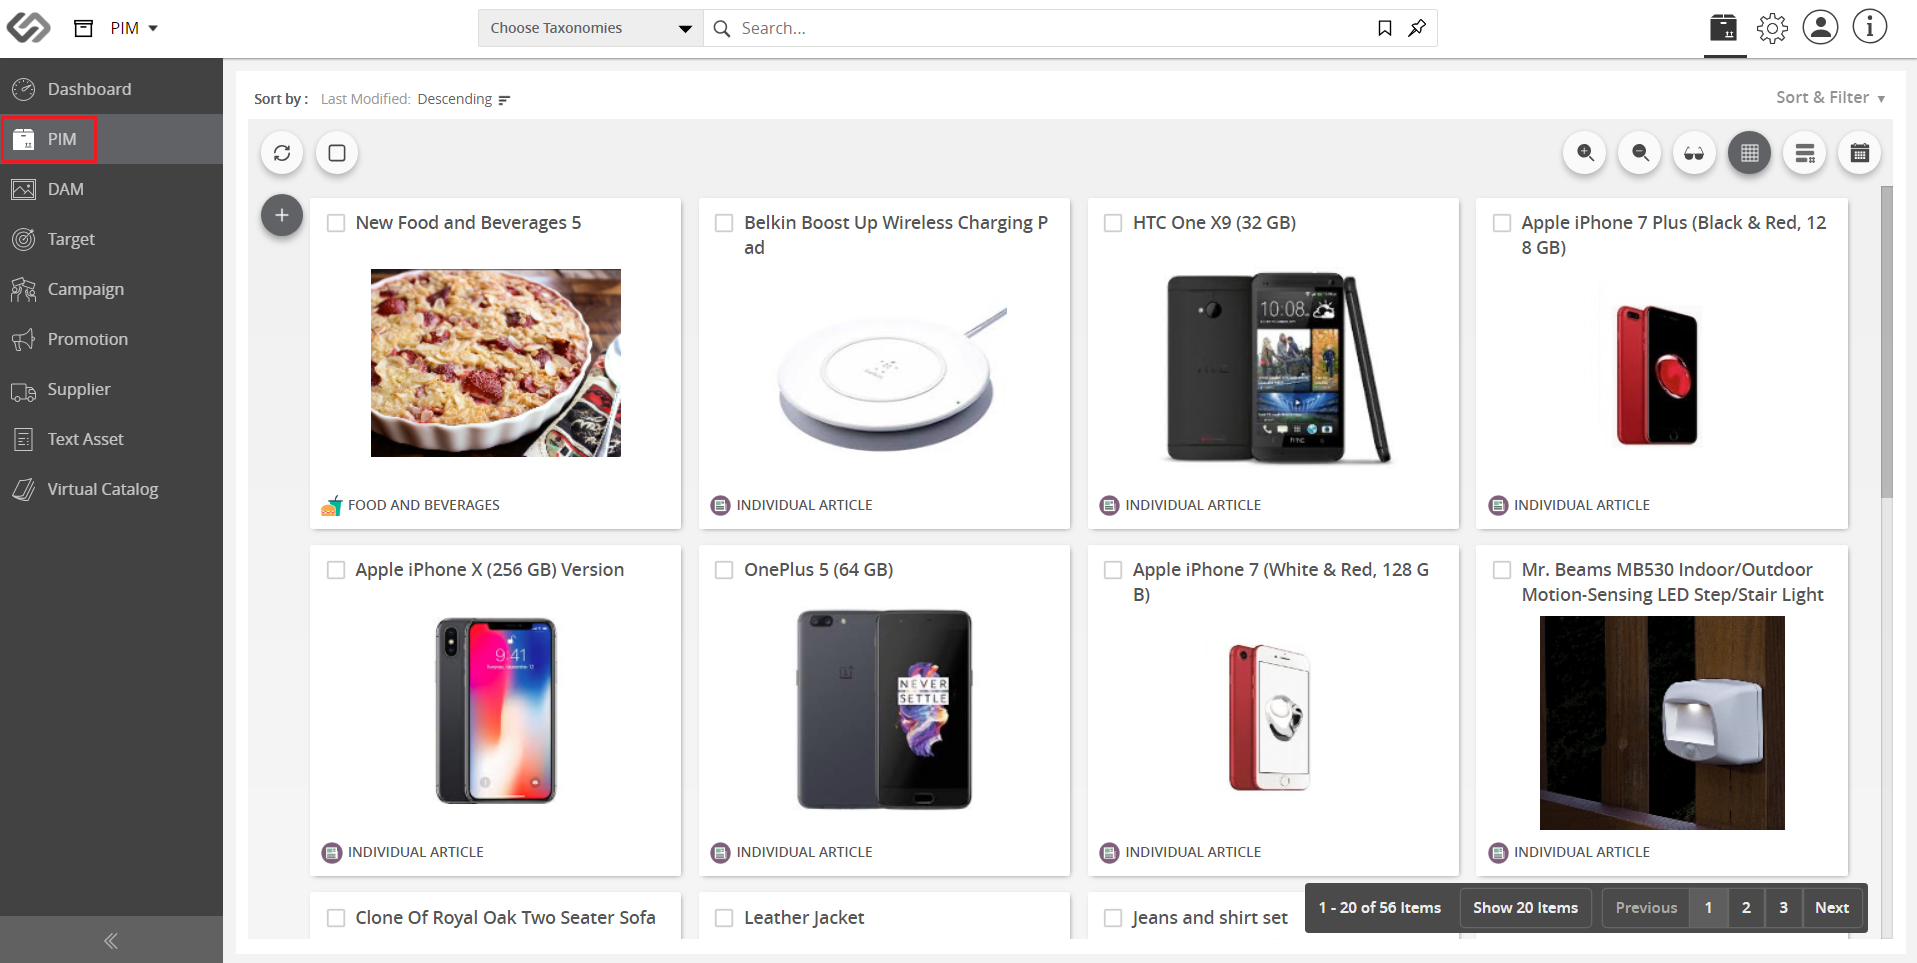 PIM
Choose Taxonomies
Search...
Dashboard
PIM
DAM
Target
Campaign
Promotion
Supplier
Text Asset
Virtual Catalog
Sort by : Last Modified: Descending
Sort & Filter
New Food and Beverages 5
FOOD AND BEVERAGES
Belkin Boost Up Wireless Charging P
ad
INDIVIDUAL ARTICLE
HTC One X9 (32 GB)
10:08
hTC
INDIVIDUAL ARTICLE
Apple iPhone 7 Plus (Black & Red, 12
8 GB)
INDIVIDUAL ARTICLE
Apple iPhone X (256 GB) Version
9:41
INDIVIDUAL ARTICLE
OnePlus 5 (64 GB)
NEVER
SETTLE
INDIVIDUAL ARTICLE
Apple iPhone 7 (White & Red, 128 G
B)
INDIVIDUAL ARTICLE
Mr. Beams MB530 Indoor/Outdoor
Motion-Sensing LED Step/Stair Light
INDIVIDUAL ARTICLE
Clone Of Royal Oak Two Seater Sofa
Leather Jacket
Jeans and shirt set
1 - 20 of 56 Items
Show 20 Items
Previous 1 2 3 Next